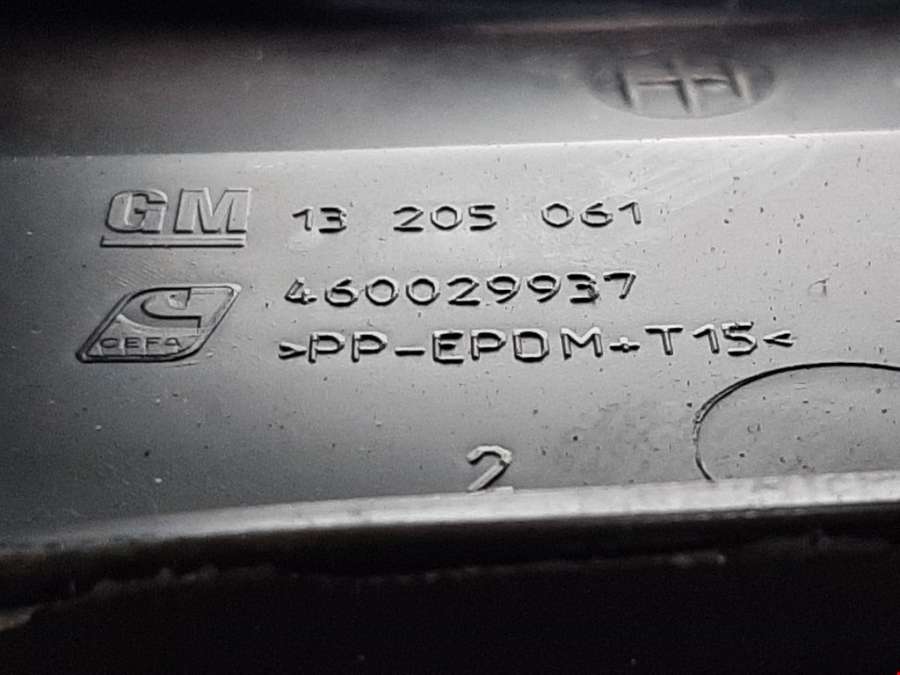 GM 13 205 061
460029937
CEFA >PP-EPDM+T15<
2